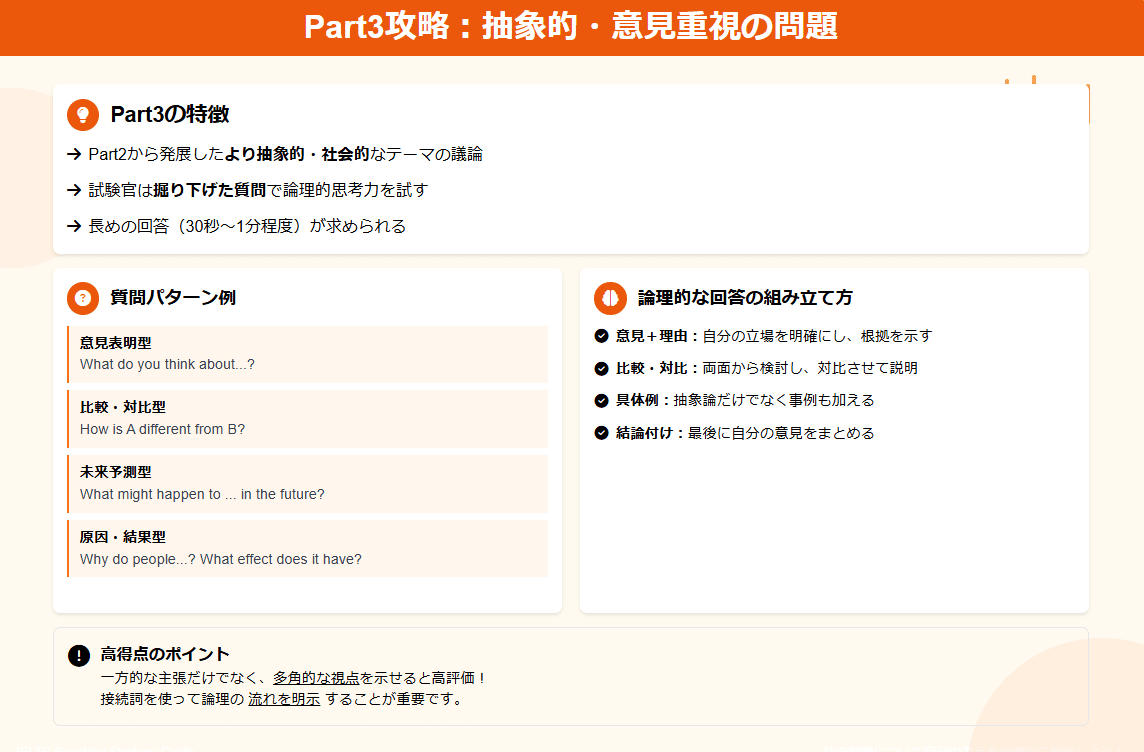 Part3攻略：抽象的・意見重視の問題
Part3の特徴
→ Part2から発展したより抽象的・社会的なテーマの議論
→ 試験官は掘り下げた質問で論理的思考力を試す
→ 長めの回答（30秒〜1分程度）が求められる
質問パターン例
意見表明型
What do you think about...?
比較・対比型
How is A different from B?
未来予測型
What might happen to ... in the future?
原因・結果型
Why do people...? What effect does it have?
論理的な回答の組み立て方
意見＋理由：自分の立場を明確にし、根拠を示す
比較・対比：両面から検討し、対比させて説明
具体例：抽象論だけでなく事例も加える
結論付け：最後に自分の意見をまとめる
高得点のポイント
一方的な主張だけでなく、多角的な視点を示せると高評価！
接続詞を使って論理の 流れを明示 することが重要です。